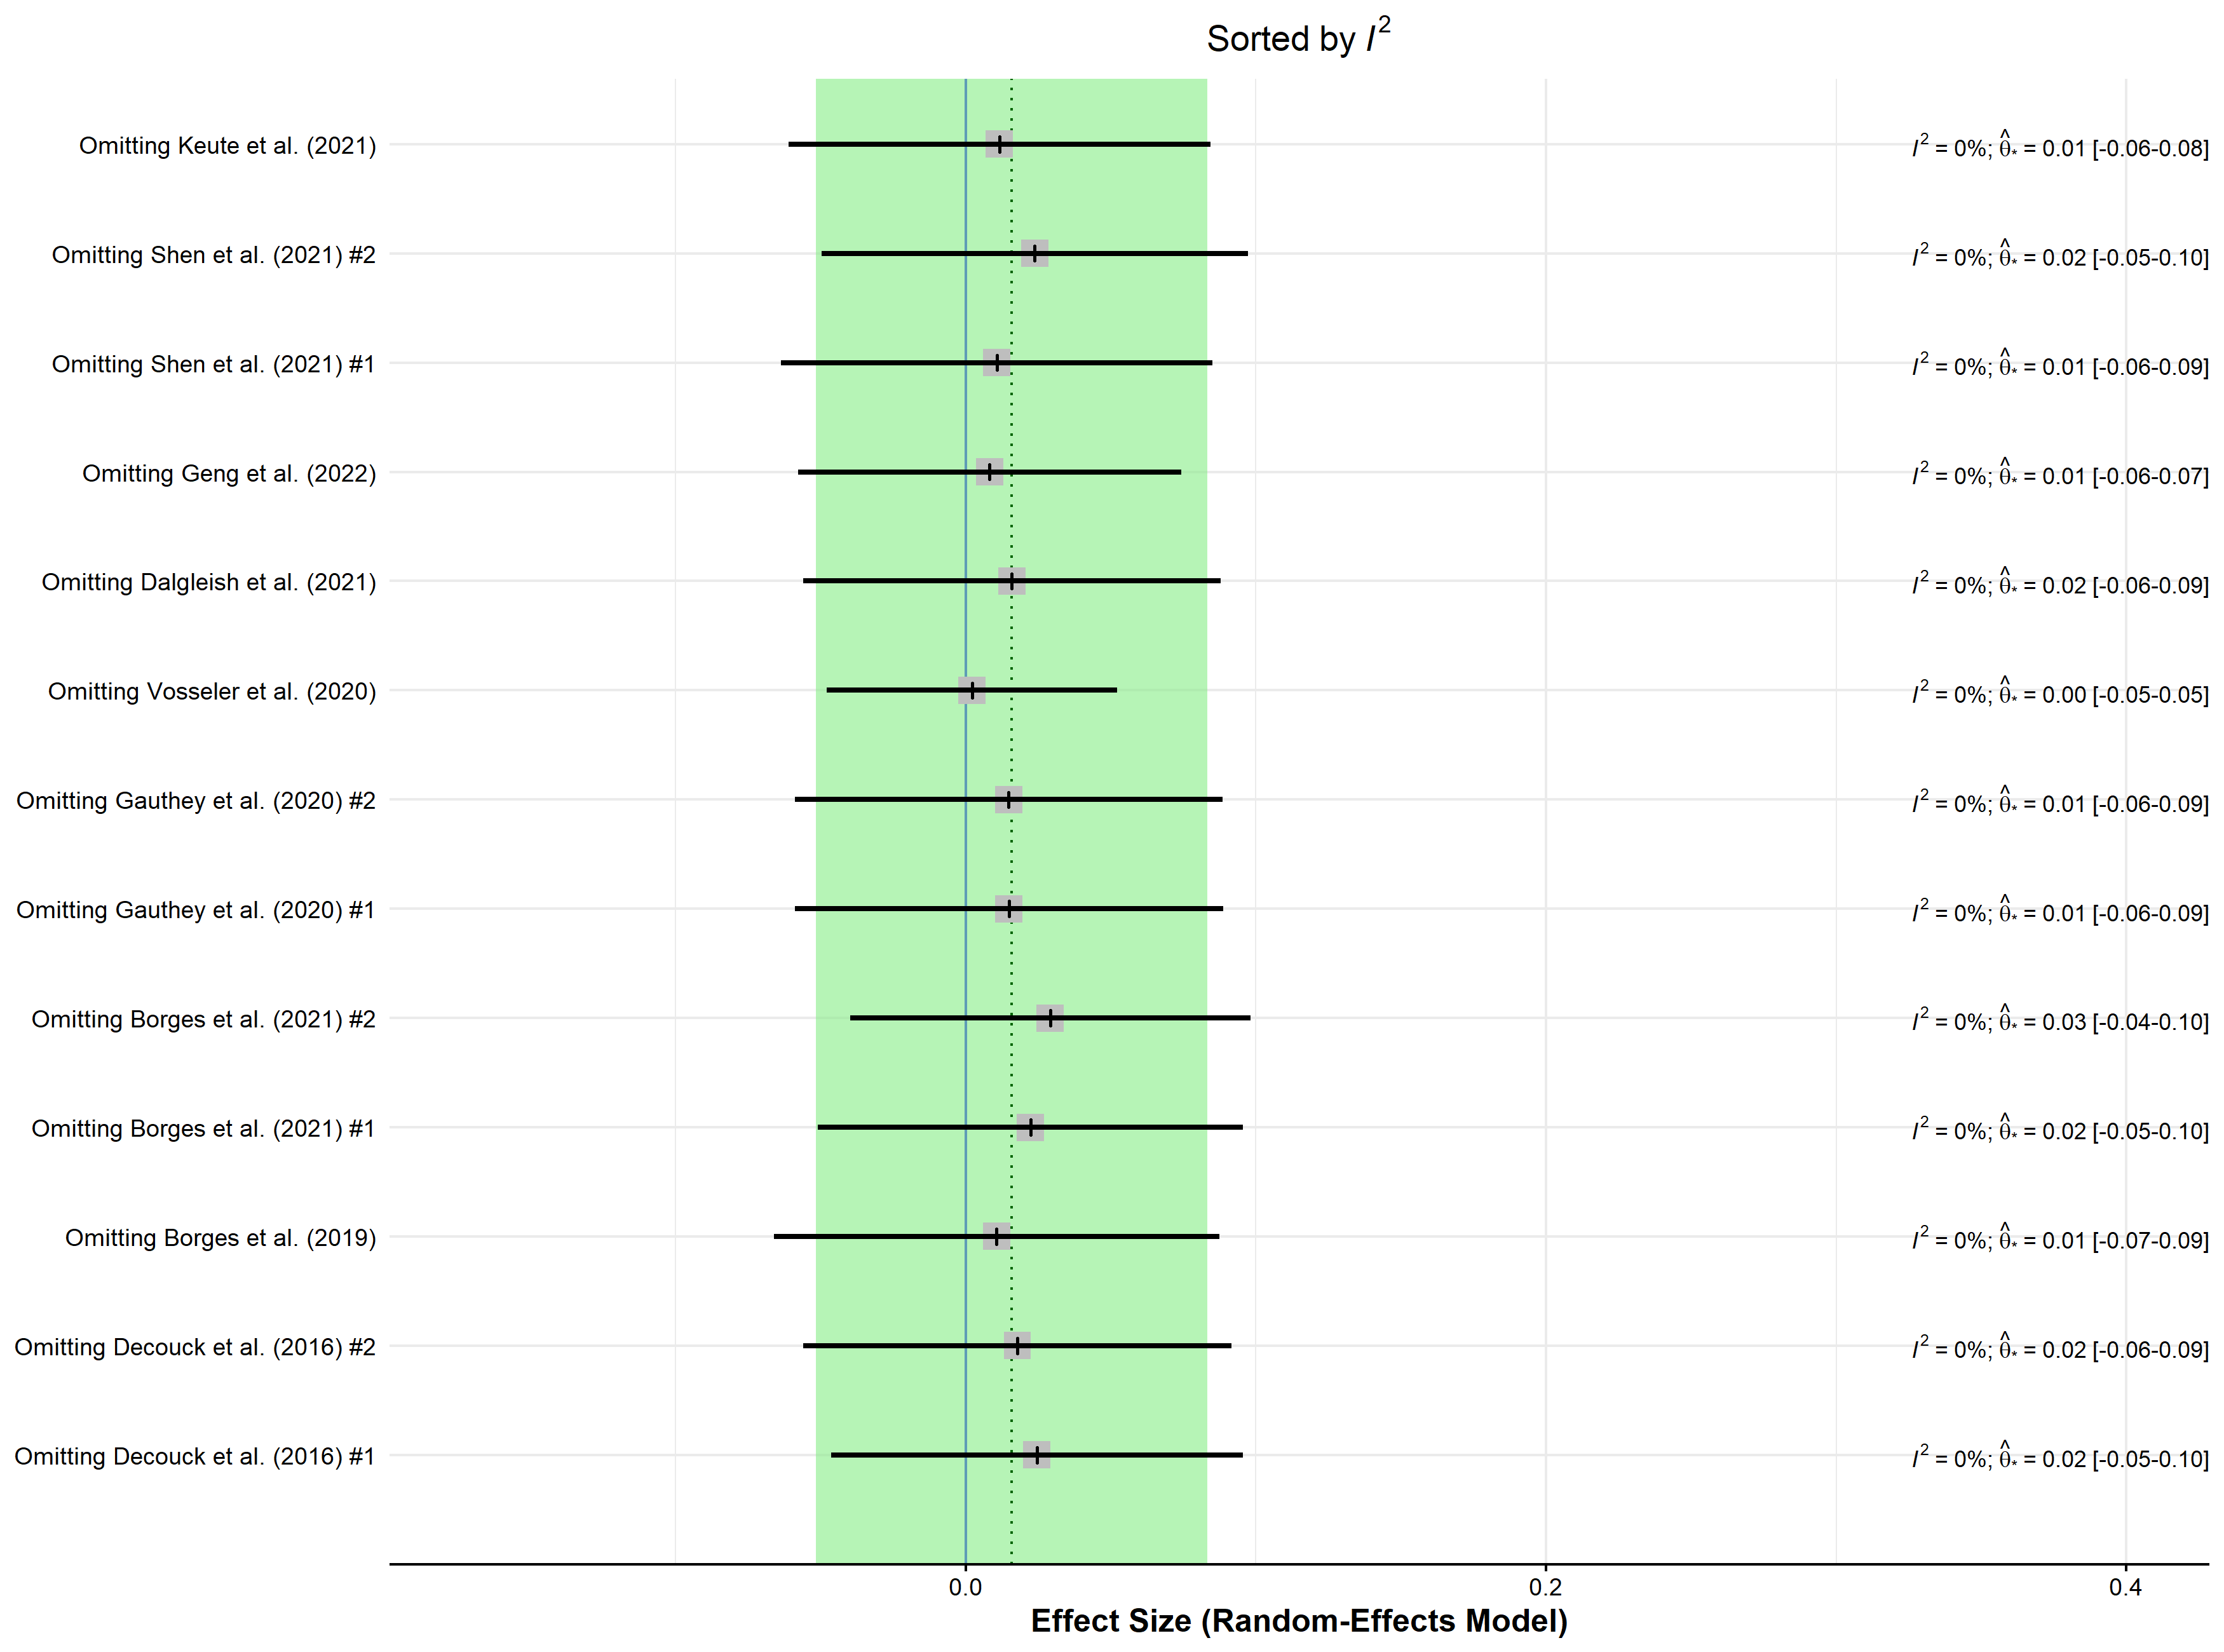 Sorted by I²
Omitting Keute et al. (2021) I² = 0%; θ̂* = 0.01 [-0.06-0.08]
Omitting Shen et al. (2021) #2 I² = 0%; θ̂* = 0.02 [-0.05-0.10]
Omitting Shen et al. (2021) #1 I² = 0%; θ̂* = 0.01 [-0.06-0.09]
Omitting Geng et al. (2022) I² = 0%; θ̂* = 0.01 [-0.06-0.07]
Omitting Dalgleish et al. (2021) I² = 0%; θ̂* = 0.02 [-0.06-0.09]
Omitting Vosseler et al. (2020) I² = 0%; θ̂* = 0.00 [-0.05-0.05]
Omitting Gauthey et al. (2020) #2 I² = 0%; θ̂* = 0.01 [-0.06-0.09]
Omitting Gauthey et al. (2020) #1 I² = 0%; θ̂* = 0.01 [-0.06-0.09]
Omitting Borges et al. (2021) #2 I² = 0%; θ̂* = 0.03 [-0.04-0.10]
Omitting Borges et al. (2021) #1 I² = 0%; θ̂* = 0.02 [-0.05-0.10]
Omitting Borges et al. (2019) I² = 0%; θ̂* = 0.01 [-0.07-0.09]
Omitting Decouck et al. (2016) #2 I² = 0%; θ̂* = 0.02 [-0.06-0.09]
Omitting Decouck et al. (2016) #1 I² = 0%; θ̂* = 0.02 [-0.05-0.10]
0.0 0.2 0.4
Effect Size (Random-Effects Model)